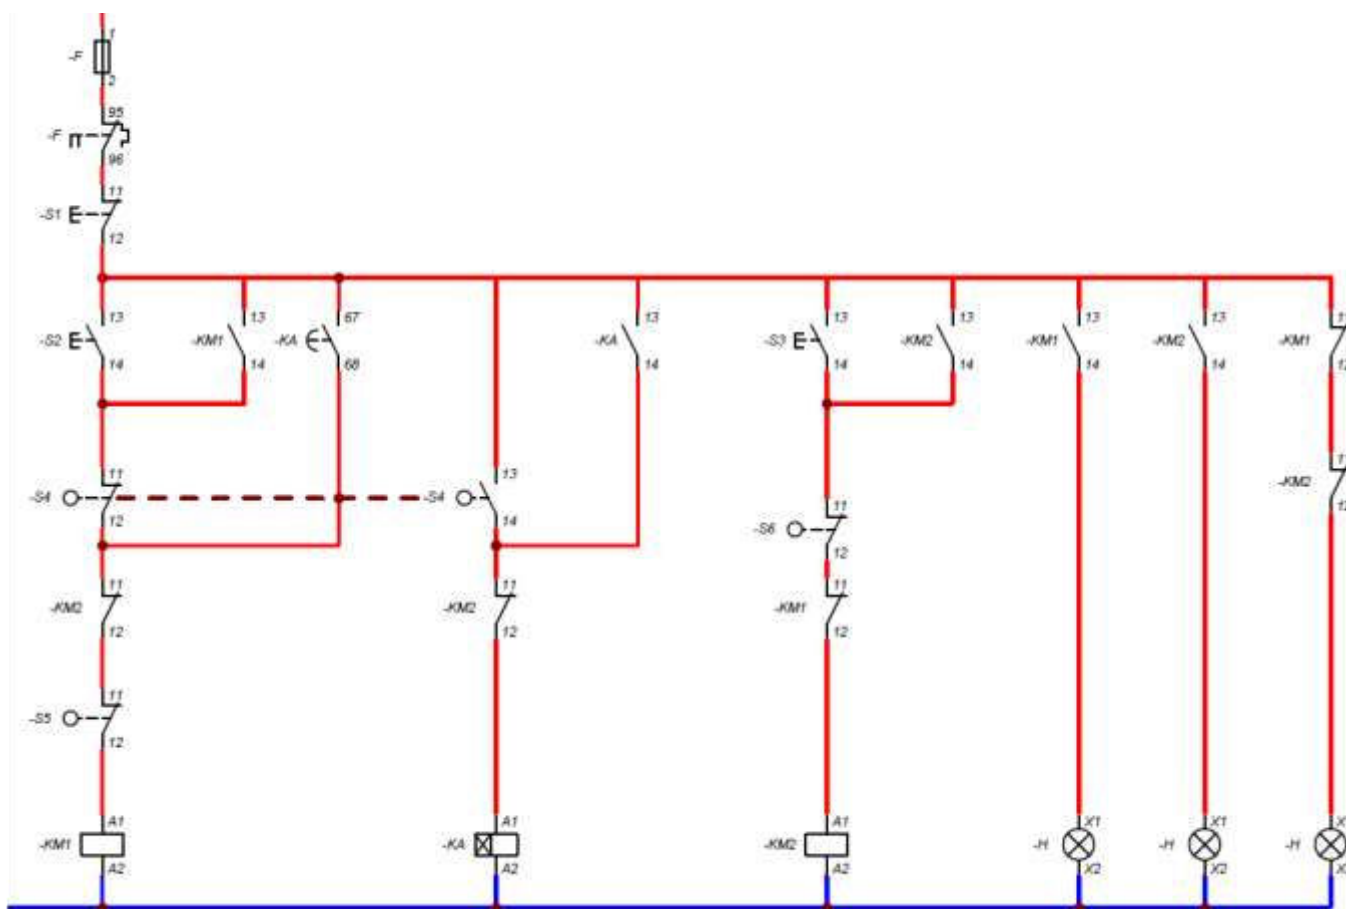 1
-F
2
95
-F
96
11
-S1
12
13 13 67 13 13 13 13 13
-S2 -KM1 -KA -KA -S3 -KM2 -KM1 -KM2 -KM1
14 14 68 14 14 14 14 14
11 13
-S4 -S4 -KM2
12 14
11
-S6
12
11 11 11
-KM2 -KM2 -KM1
12 12 12
11
-S5
12
A1 A1 A1 X1 X1
-KM1 -KA -KM2 -H -H -H
A2 A2 A2 X2 X2